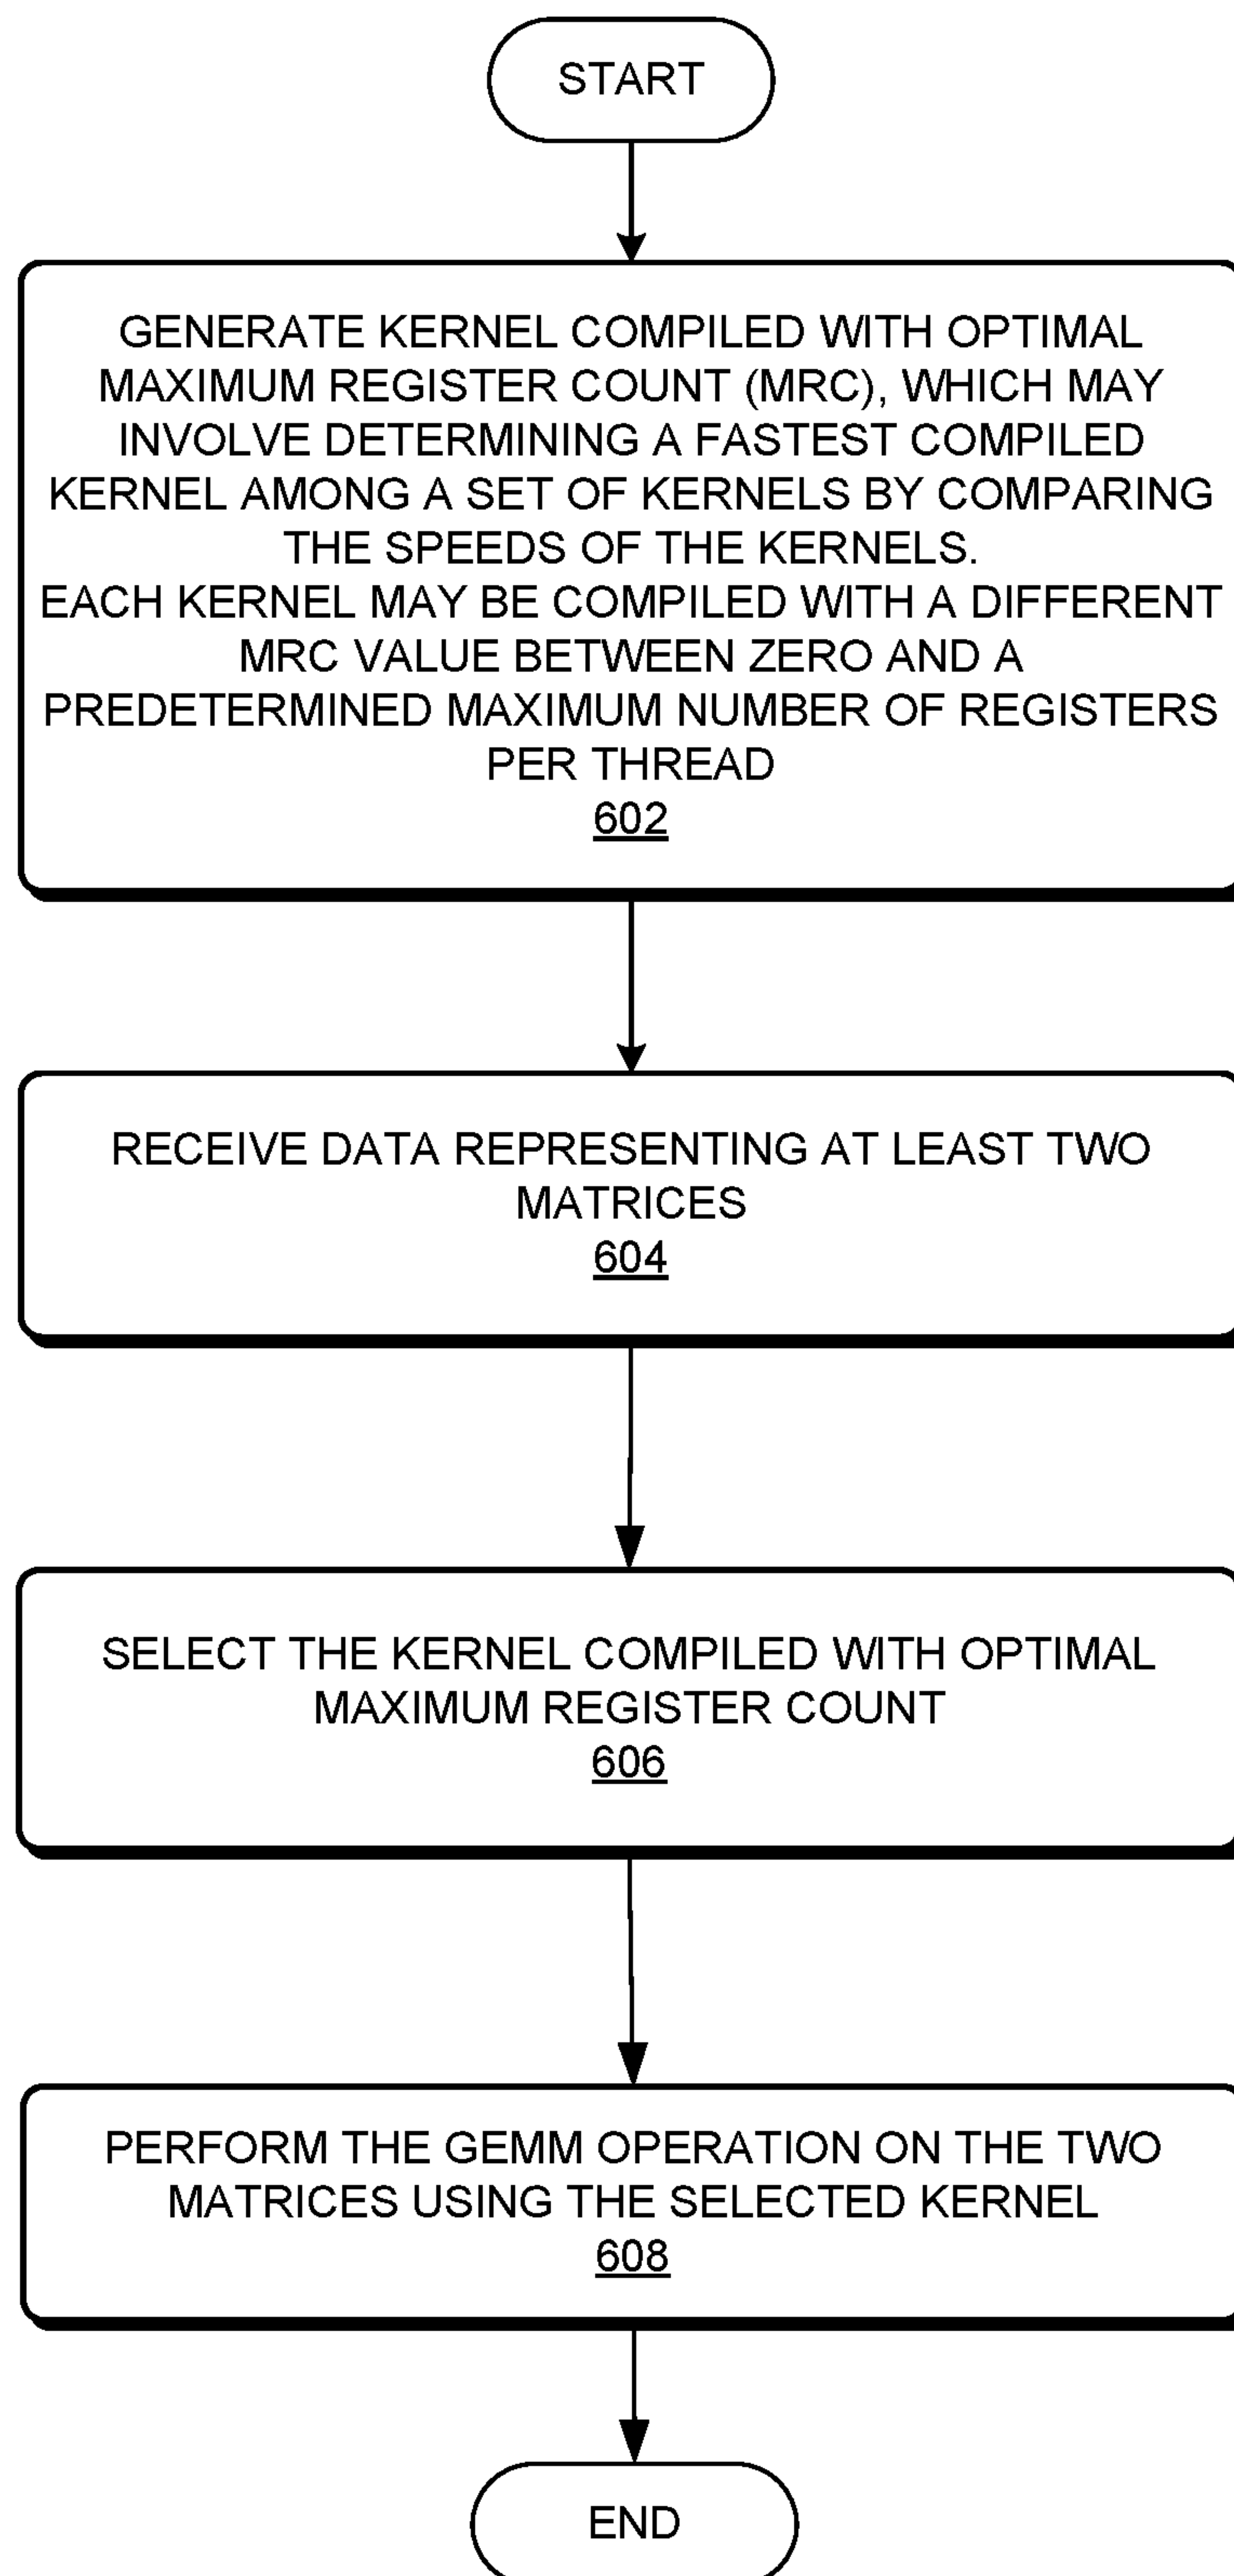 START
GENERATE KERNEL COMPILED WITH OPTIMAL
MAXIMUM REGISTER COUNT (MRC), WHICH MAY
INVOLVE DETERMINING A FASTEST COMPILED
KERNEL AMONG A SET OF KERNELS BY COMPARING
THE SPEEDS OF THE KERNELS.
EACH KERNEL MAY BE COMPILED WITH A DIFFERENT
MRC VALUE BETWEEN ZERO AND A
PREDETERMINED MAXIMUM NUMBER OF REGISTERS
PER THREAD
602
RECEIVE DATA REPRESENTING AT LEAST TWO
MATRICES
604
SELECT THE KERNEL COMPILED WITH OPTIMAL
MAXIMUM REGISTER COUNT
606
PERFORM THE GEMM OPERATION ON THE TWO
MATRICES USING THE SELECTED KERNEL
608
END